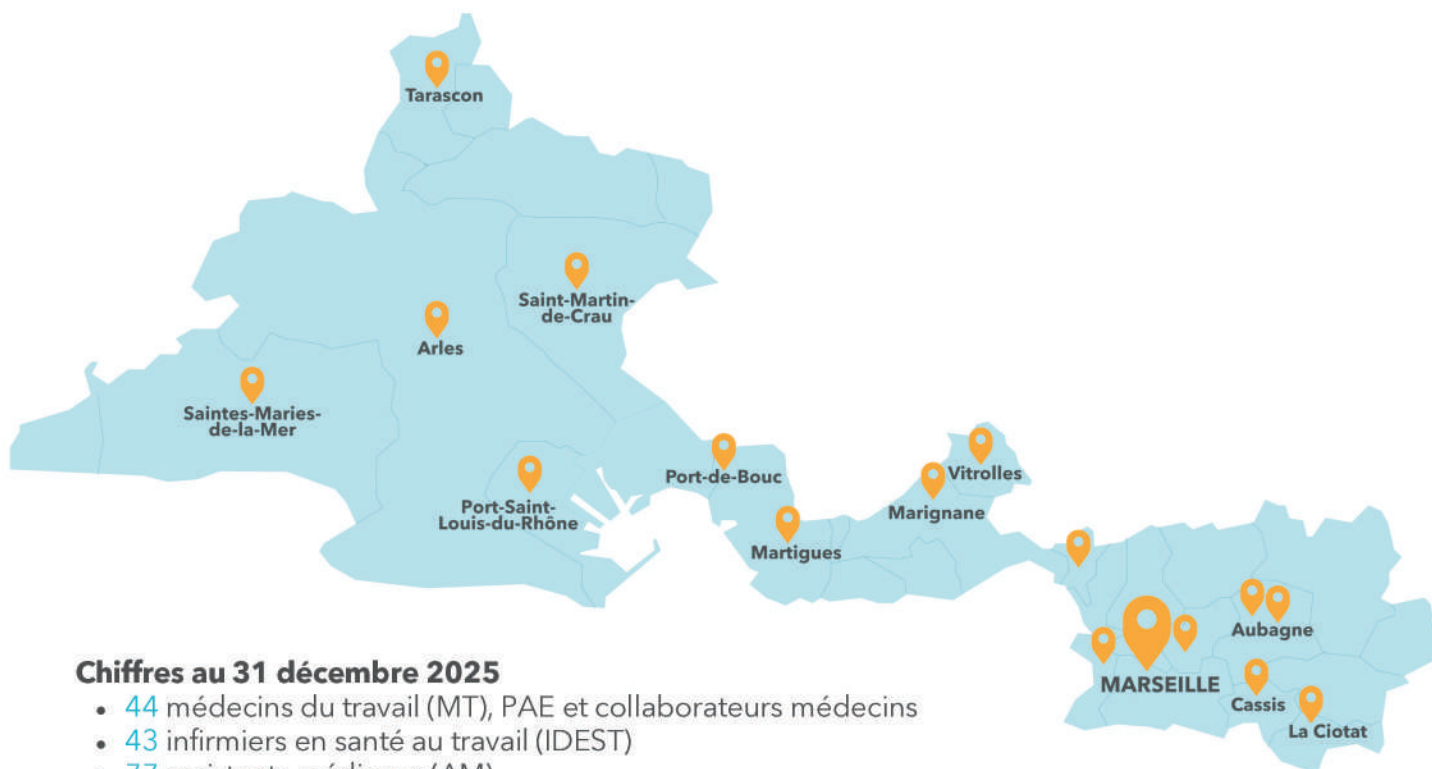 Tarascon
Saint-Martin-
de-Crau
Arles
Saintes-Maries-
de-la-Mer
Port-de-Bouc
Vitrolles
Port-Saint-
Louis-du-Rhône
Marignane
Martigues
Aubagne
MARSEILLE
Cassis
La Ciotat
Chiffres au 31 décembre 2025
• 44 médecins du travail (MT), PAE et collaborateurs médecins
• 43 infirmiers en santé au travail (IDEST)